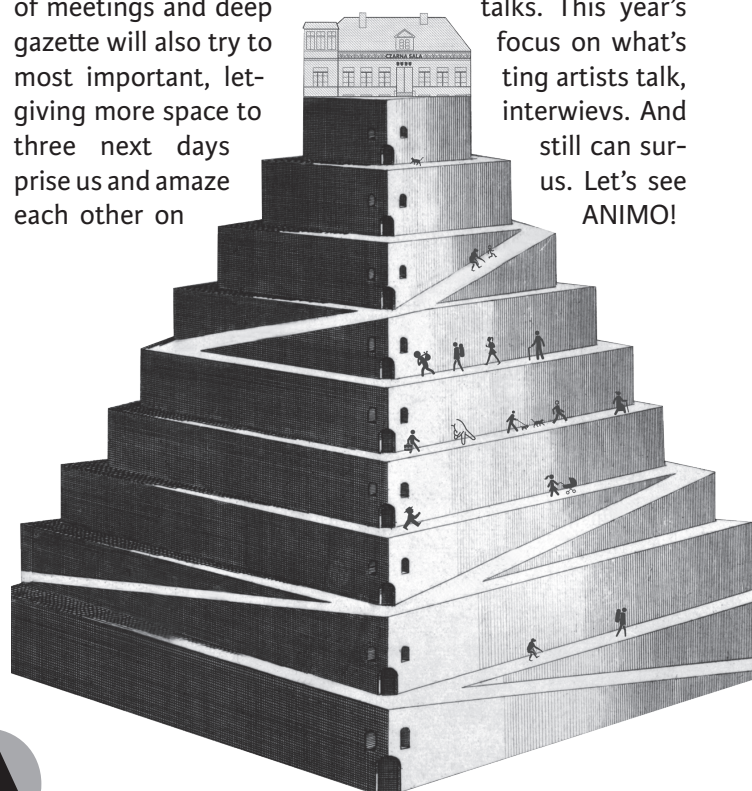 of meetings and deep talks. This year's
gazette will also try to focus on what's
most important, let- ting artists talk,
giving more space to interwievs. And
three next days still can sur-
prise us and amaze us. Let's see
each other on ANIMO!
CZARNA SALA